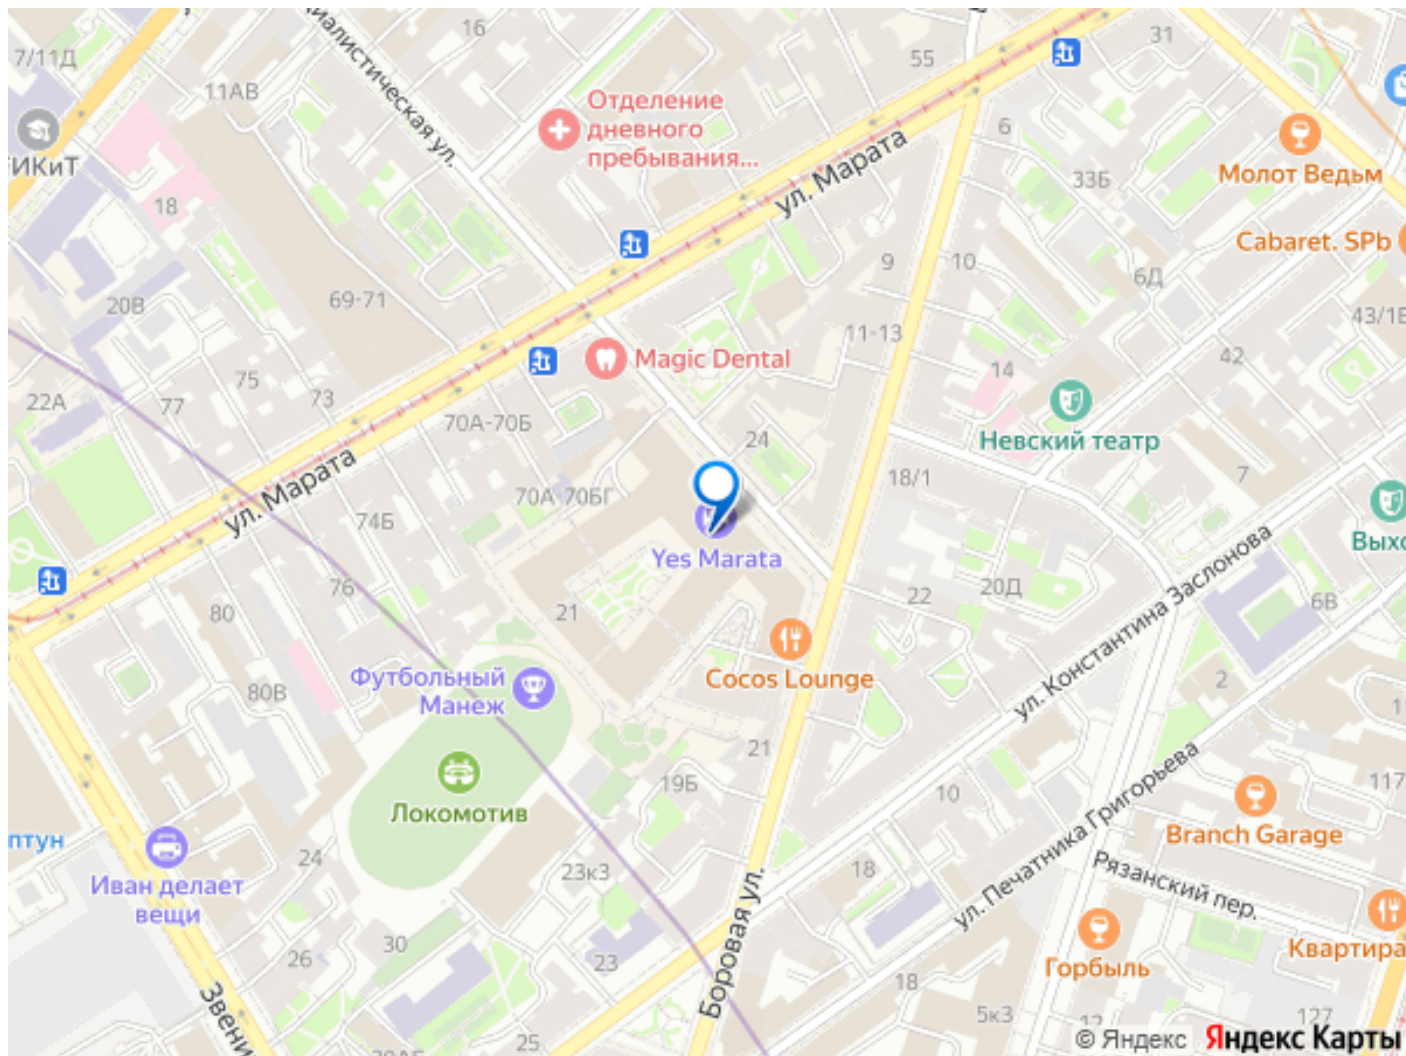 16
31
7/11Д
55
11АВ
Социалистическая ул.
Отделение
дневного
пребывания...
6
ул. Марата
ГИКиТ
33Б
Молот Ведьм
18
Cabaret. SPb
9
10
6Д
69-71
20В
43/1В
11-13
42
Magic Dental
14
75
73
22А
77
70А-70Б
24
Невский театр
ул. Марата
7
18/1
70А-70БГ
74Б
Yes Marata
Выхо
76
20Д
22
6В
80
21
ул. Константина Заслонова
Cocos Lounge
Футбольный
Манеж
80В
2
21
19Б
10
117
Локомотив
ул. Печатника Григорьева
Branch Garage
птун
24
23к3
18
Рязанский пер.
Иван делает
вещи
Боровая ул.
30
26
23
Квартира
Горбыль
18
Звени
5к3
127
25
12
30АБ
© Яндекс Яндекс Карты